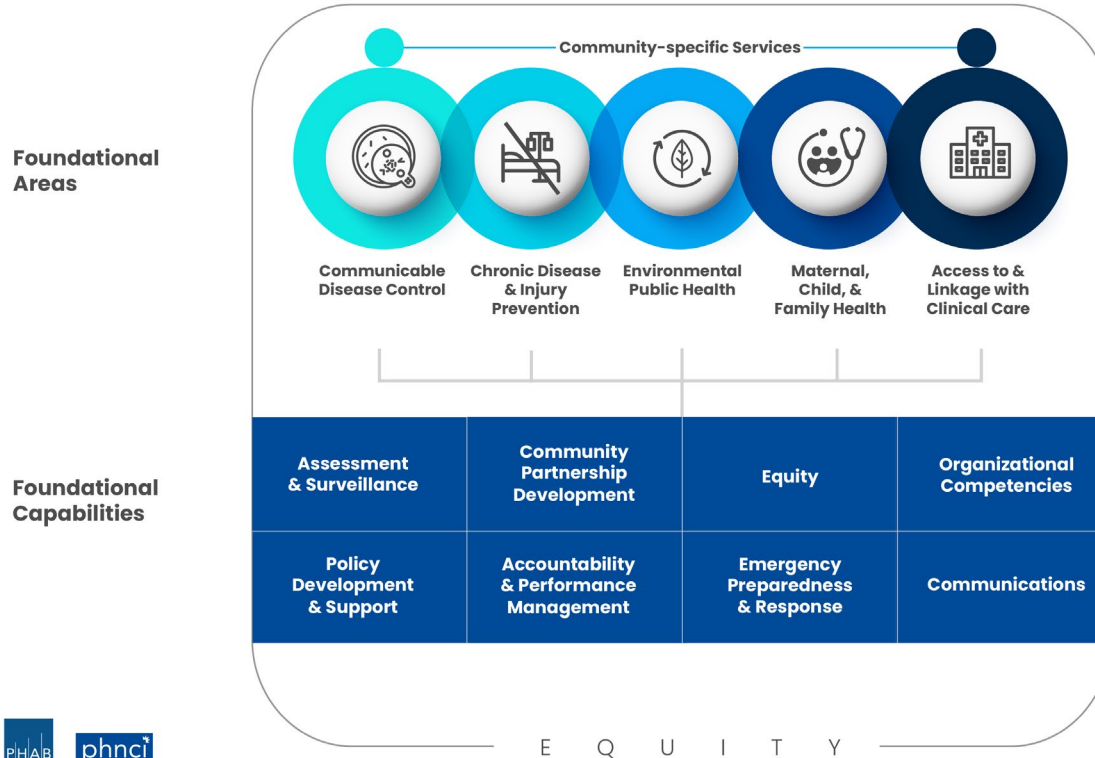 Community-specific Services
Foundational
Areas
Communicable
Disease Control
Chronic Disease
& Injury
Prevention
Environmental
Public Health
Maternal,
Child, &
Family Health
Access to &
Linkage with
Clinical Care
Foundational
Capabilities
Assessment
& Surveillance
Community
Partnership
Development
Equity
Organizational
Competencies
Policy
Development
& Support
Accountability
& Performance
Management
Emergency
Preparedness
& Response
Communications
PHAB
phnci
EQUITY